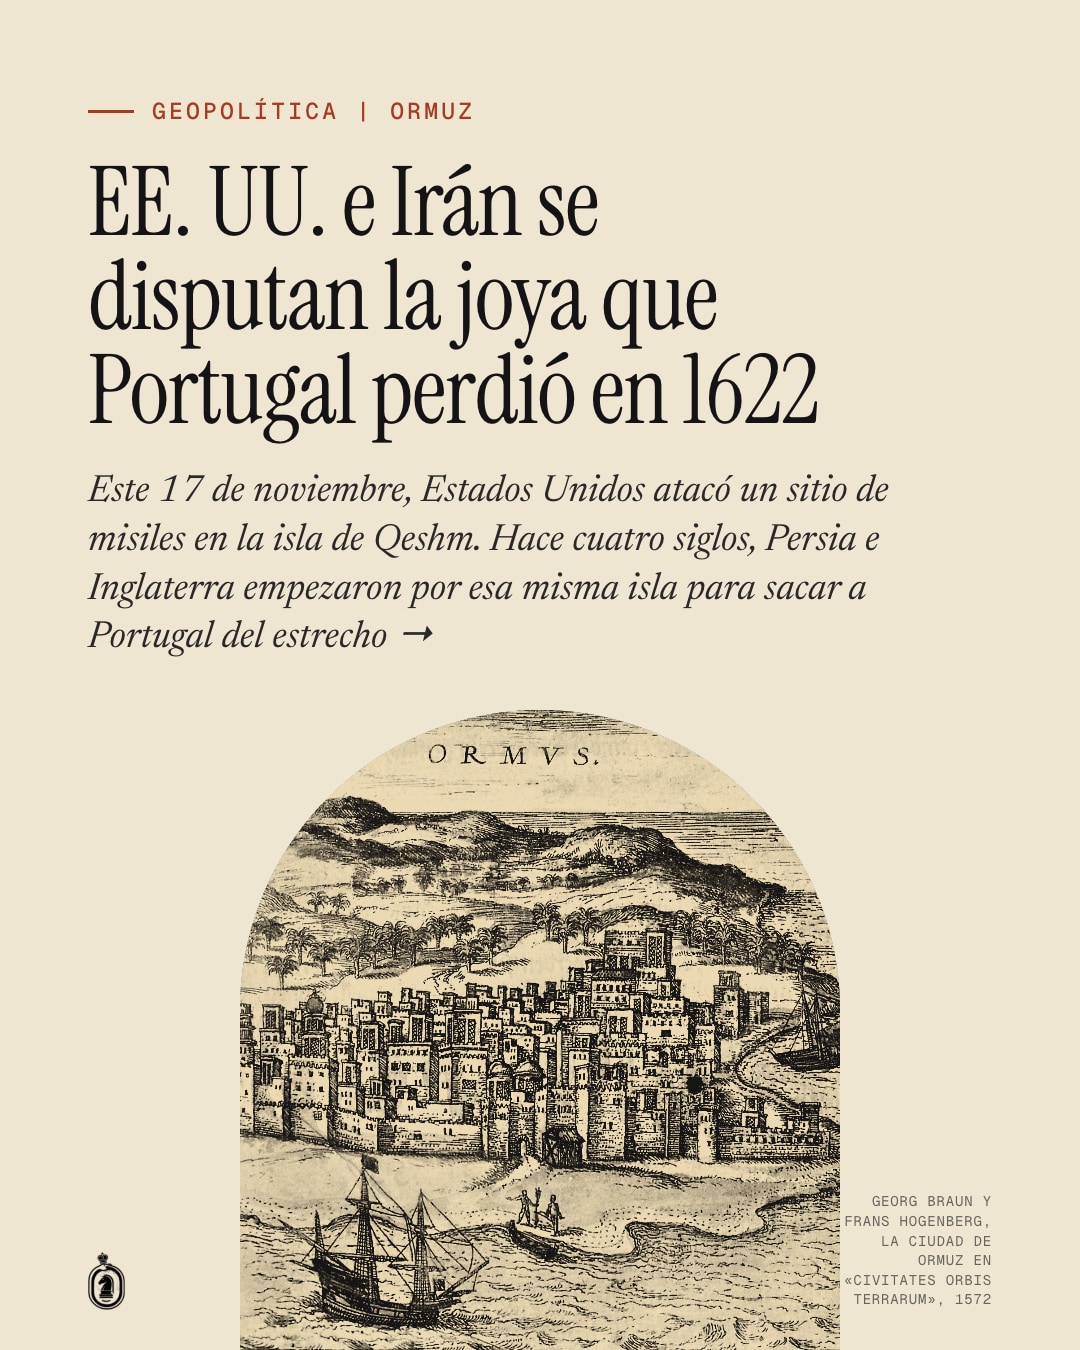 GEOPOLÍTICA | ORMUZ
EE. UU. e Irán se
disputan la joya que
Portugal perdió en 1622
Este 17 de noviembre, Estados Unidos atacó un sitio de
misiles en la isla de Qeshm. Hace cuatro siglos, Persia e
Inglaterra empezaron por esa misma isla para sacar a
Portugal del estrecho →
ORMVS.
GEORG BRAUN Y
FRANS HOGENBERG,
LA CIUDAD DE
ORMUZ EN
«CIVITATES ORBIS
TERRARUM», 1572